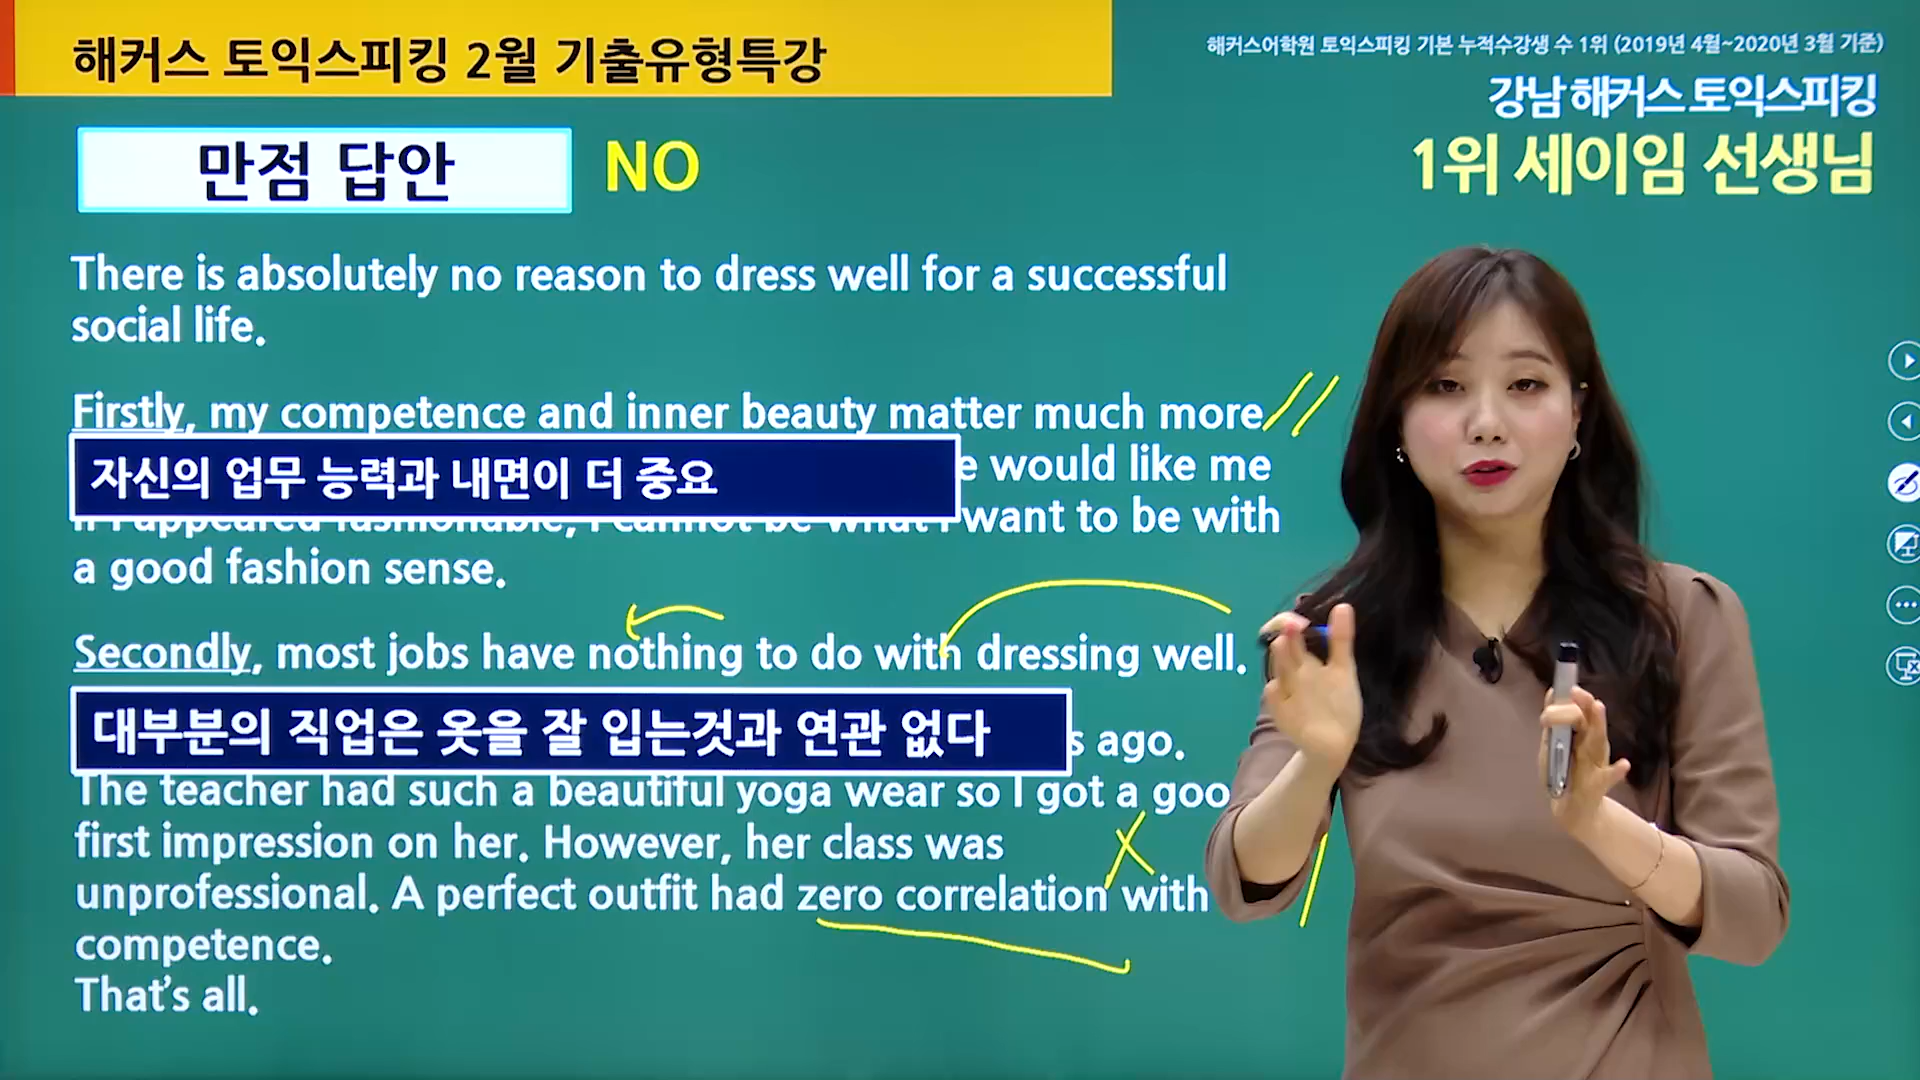 해커스 토익스피킹 2월 기출유형특강
해커스어학원 토익스피킹 기본 누적수강생 수 1위 (2019년 4월~2020년 3월 기준)
강남 해커스 토익스피킹
1위 세이임 선생님
만점 답안 NO
There is absolutely no reason to dress well for a successful
social life.
Firstly, my competence and inner beauty matter much more
자신의 업무 능력과 내면이 더 중요
would like me
if I appeared fashionable, I cannot be what I want to be with
a good fashion sense.
Secondly, most jobs have nothing to do with dressing well.
대부분의 직업은 옷을 잘 입는것과 연관 없다
ago.
The teacher had such a beautiful yoga wear so I got a goo
first impression on her. However, her class was
unprofessional. A perfect outfit had zero correlation with
competence.
That's all.